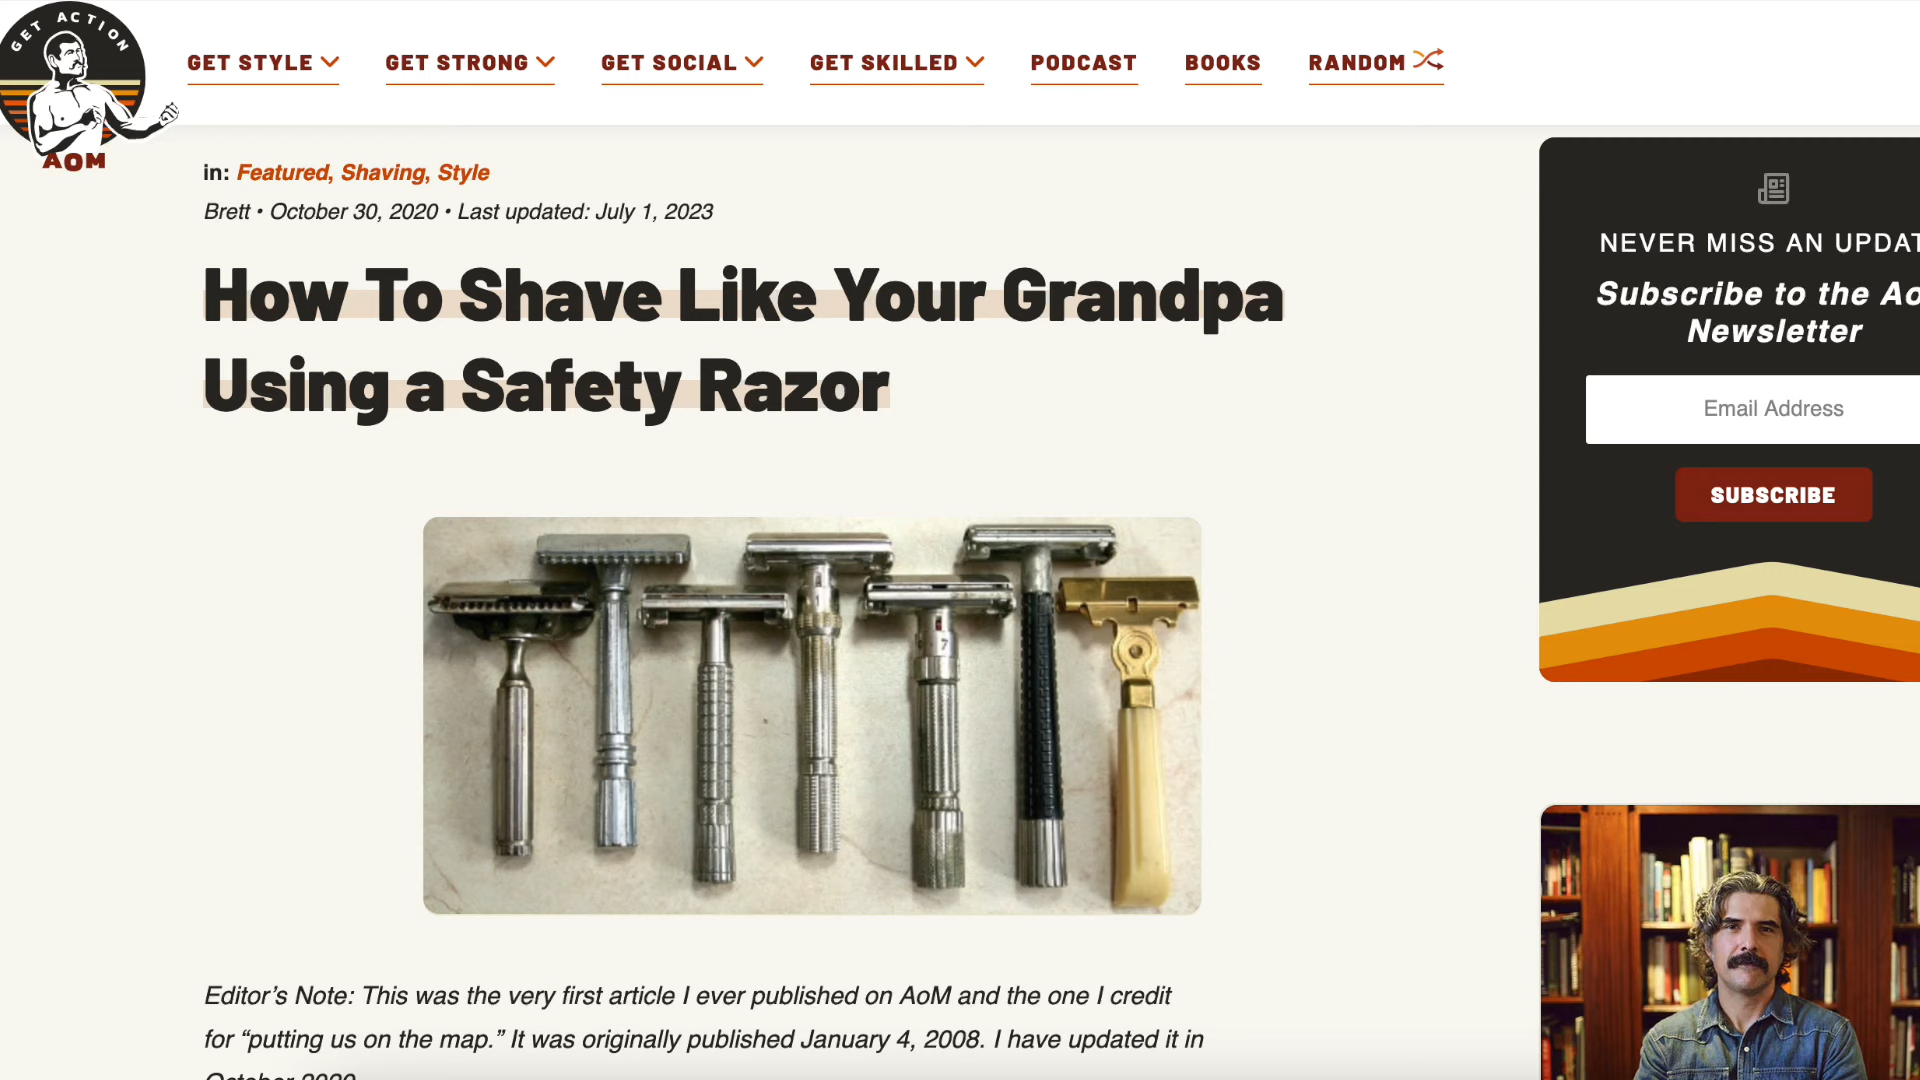 GET ACTION
AOM
GET STYLE
GET STRONG
GET SOCIAL
GET SKILLED
PODCAST
BOOKS
RANDOM
in: Featured, Shaving, Style
Brett • October 30, 2020 • Last updated: July 1, 2023
How To Shave Like Your Grandpa
Using a Safety Razor
7
Editor’s Note: This was the very first article I ever published on AoM and the one I credit
for “putting us on the map.” It was originally published January 4, 2008. I have updated it in
October 2020.
NEVER MISS AN UPDAT
Subscribe to the Ao
Newsletter
Email Address
SUBSCRIBE